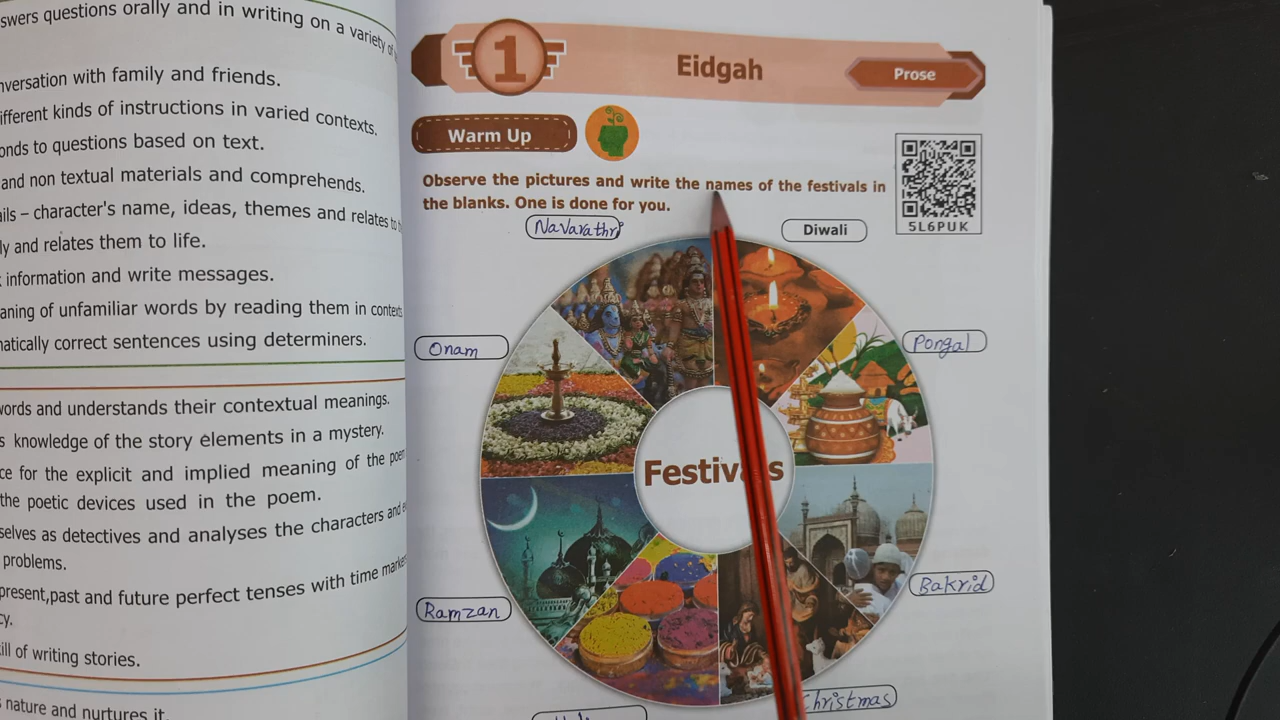 swers questions orally and in writing on a variety of
nversation with family and friends.
ifferent kinds of instructions in varied contexts.
onds to questions based on text.
and non textual materials and comprehends.
ails – character's name, ideas, themes and relates to
ly and relates them to life.
information and write messages.
aning of unfamiliar words by reading them in context
natically correct sentences using determiners.
words and understands their contextual meanings.
s knowledge of the story elements in a mystery.
ce for the explicit and implied meaning of the poem
the poetic devices used in the poem.
selves as detectives and analyses the characters and
problems.
present,past and future perfect tenses with time marke
cy.
ill of writing stories.
nature and nurtures it.
1
Eidgah
Prose
Warm Up
Observe the pictures and write the names of the festivals in
the blanks. One is done for you.
5L6PUK
Navarathri
Diwali
Onam
Pongal
Festivals
Ramzan
Bakrid
Christmas